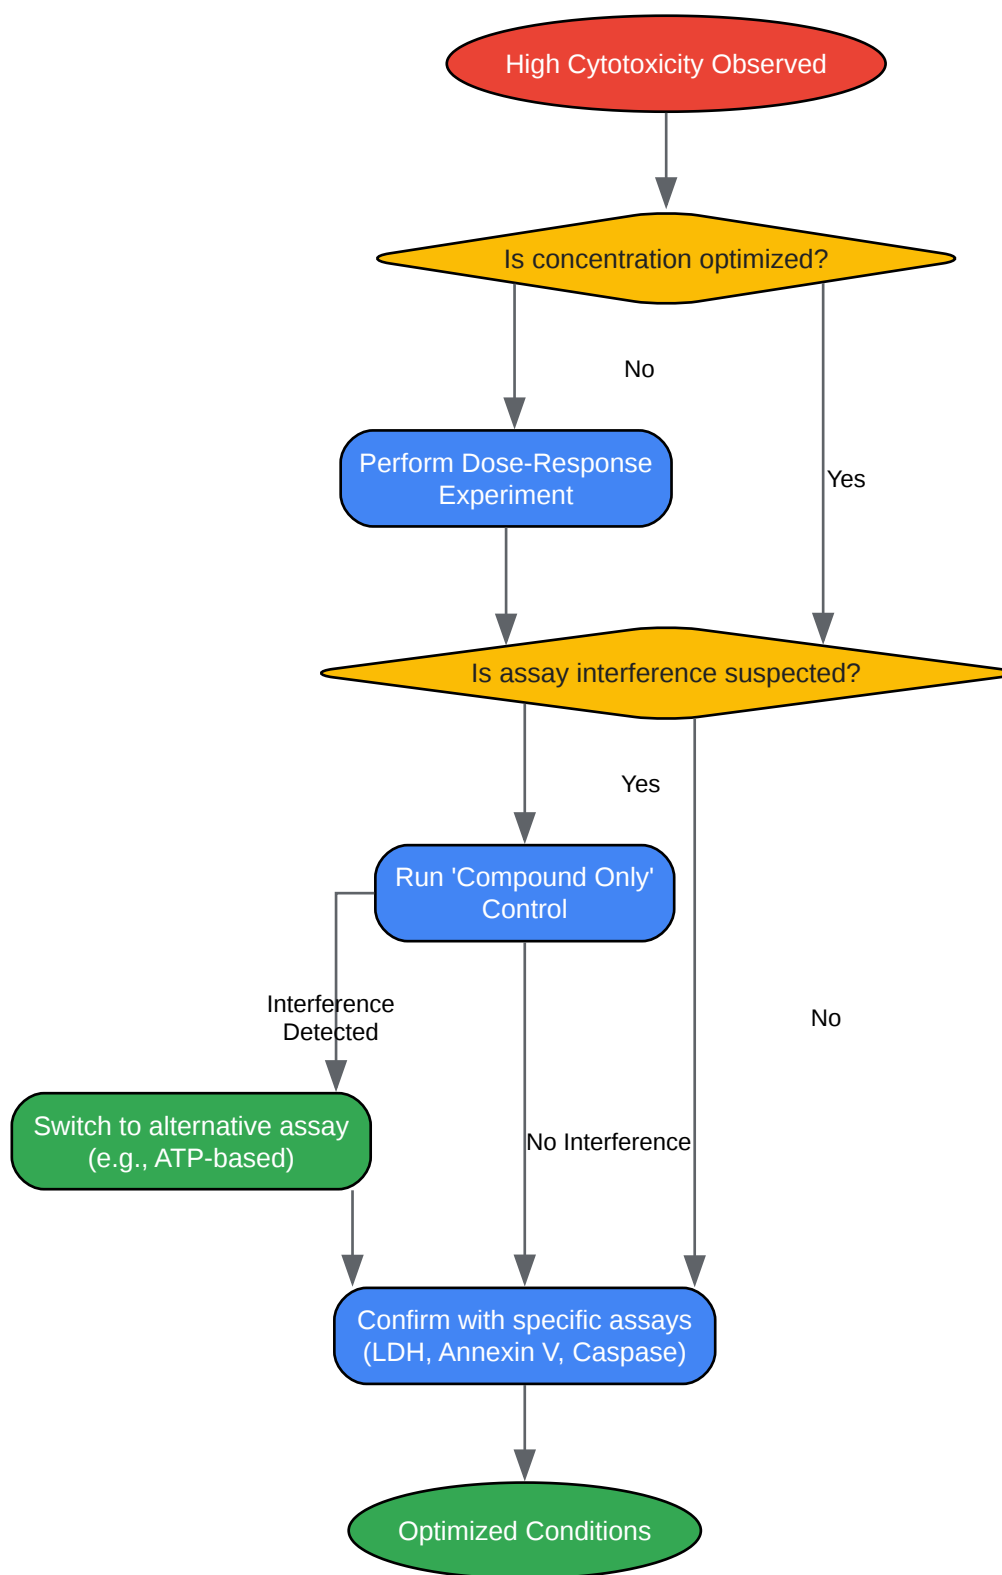 High Cytotoxicity Observed
Is concentration optimized?
No
Perform Dose-Response
Experiment
Yes
Is assay interference suspected?
Yes
Run 'Compound Only'
Control
Interference
Detected
No
Switch to alternative assay
(e.g., ATP-based)
No Interference
Confirm with specific assays
(LDH, Annexin V, Caspase)
Optimized Conditions